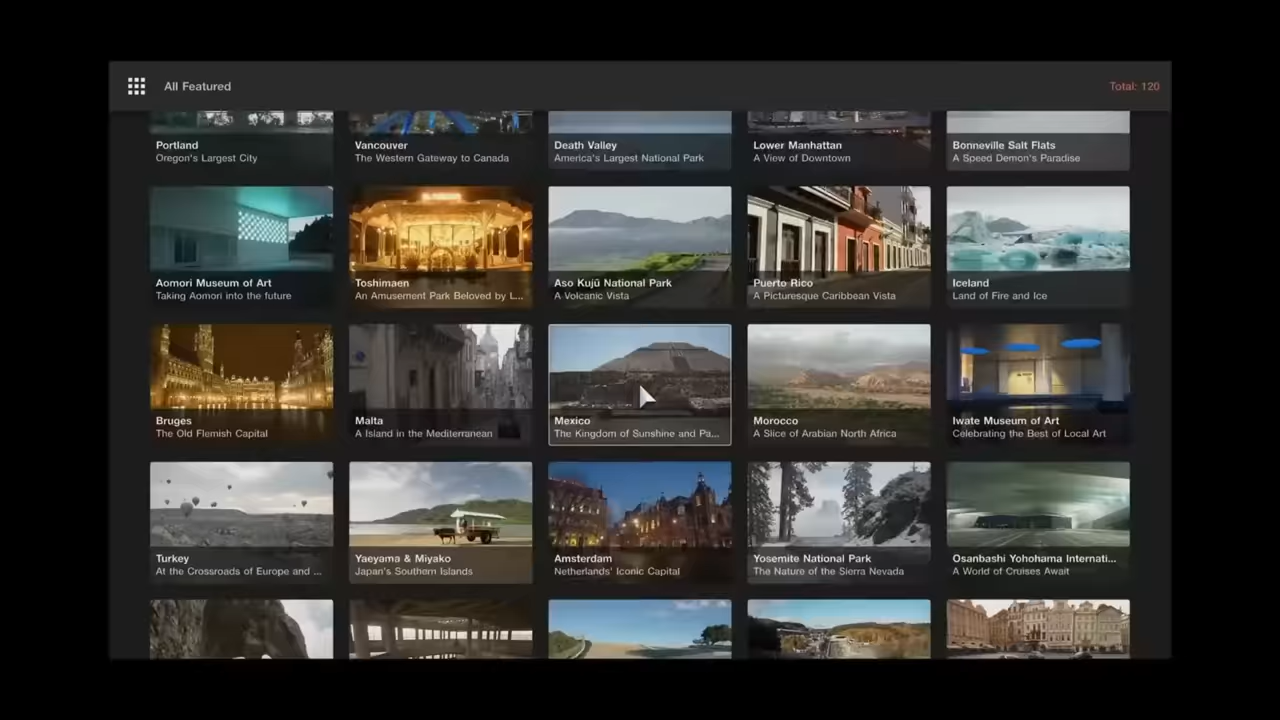 All Featured
Total: 120
Portland
Oregon's Largest City
Vancouver
The Western Gateway to Canada
Death Valley
America's Largest National Park
Lower Manhattan
A View of Downtown
Bonneville Salt Flats
A Speed Demon's Paradise
Aomori Museum of Art
Taking Aomori into the future
Toshimaen
An Amusement Park Beloved by L...
Aso Kujū National Park
A Volcanic Vista
Puerto Rico
A Picturesque Caribbean Vista
Iceland
Land of Fire and Ice
Bruges
The Old Flemish Capital
Malta
A Island in the Mediterranean
Mexico
The Kingdom of Sunshine and Pa...
Morocco
A Slice of Arabian North Africa
Iwate Museum of Art
Celebrating the Best of Local Art
Turkey
At the Crossroads of Europe and ...
Yaeyama & Miyako
Japan's Southern Islands
Amsterdam
Netherlands' Iconic Capital
Yosemite National Park
The Nature of the Sierra Nevada
Osanbashi Yohohama Internati...
A World of Cruises Await